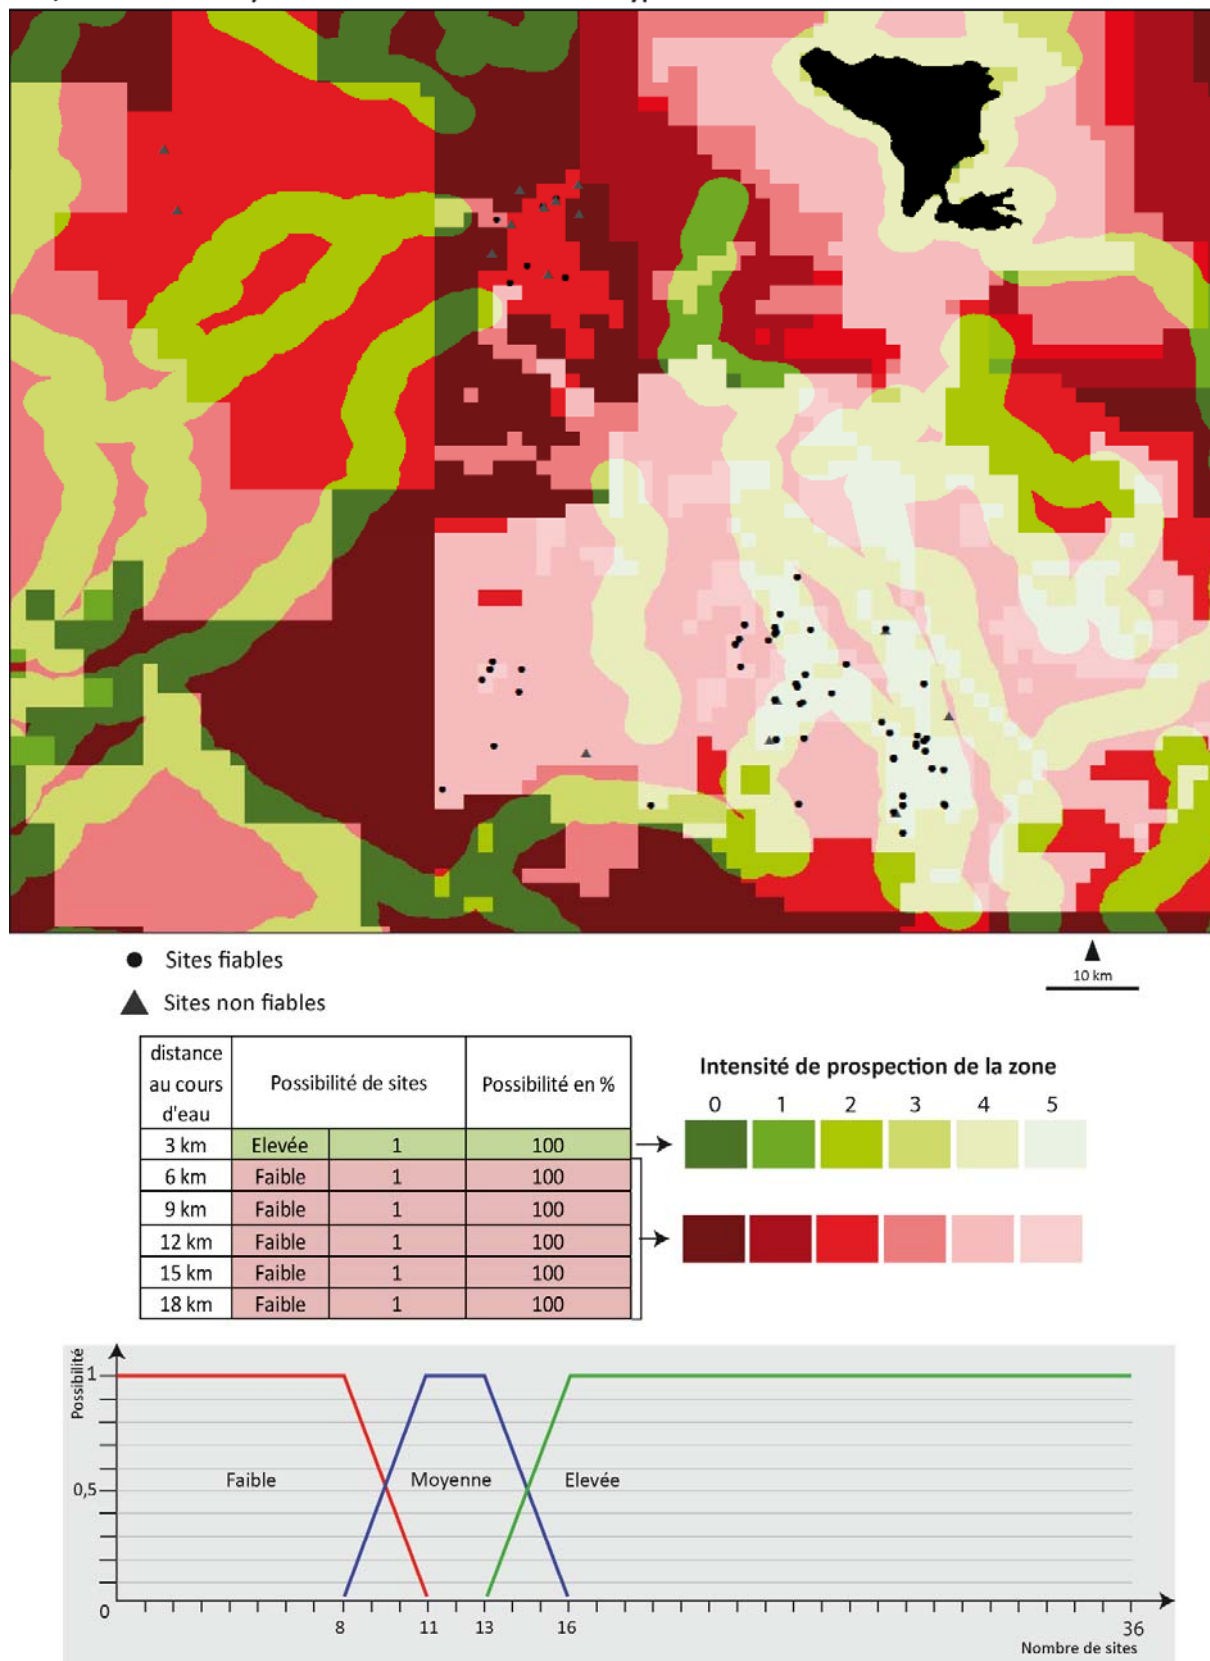 Sites fiables
Sites non fiables
10 km
distance
au cours
d'eau
Possibilité de sites
Possibilité en %
3 km Elevée 1 100
6 km Faible 1 100
9 km Faible 1 100
12 km Faible 1 100
15 km Faible 1 100
18 km Faible 1 100
Intensité de prospection de la zone
0 1 2 3 4 5
Possibilité
1
0,5
0
Faible
Moyenne
Elevée
8 11 13 16 36
Nombre de sites